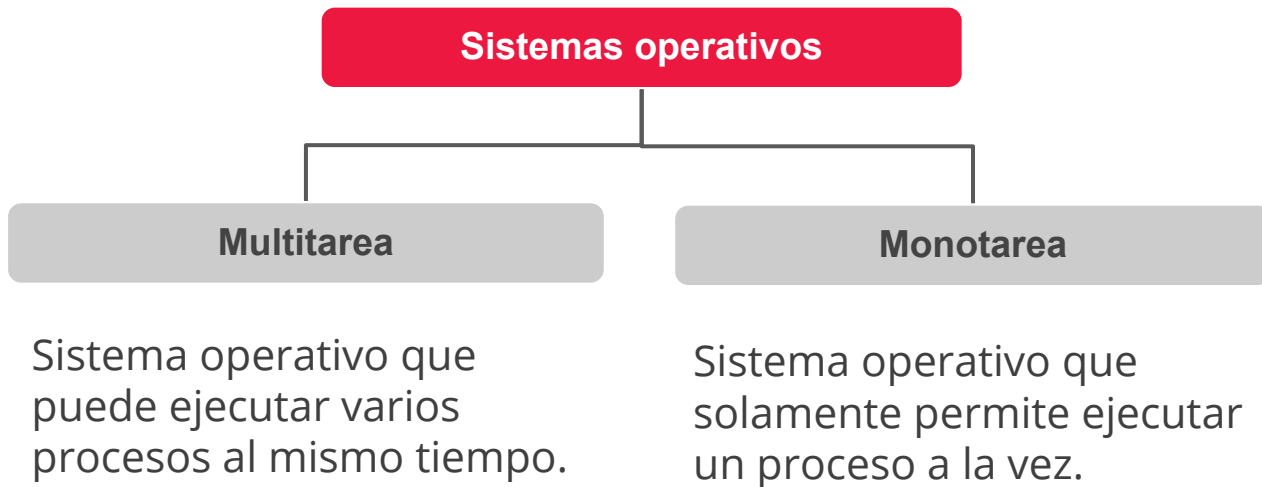 Sistemas operativos
Multitarea
Sistema operativo que
puede ejecutar varios
procesos al mismo tiempo.
Monotarea
Sistema operativo que
solamente permite ejecutar
un proceso a la vez.